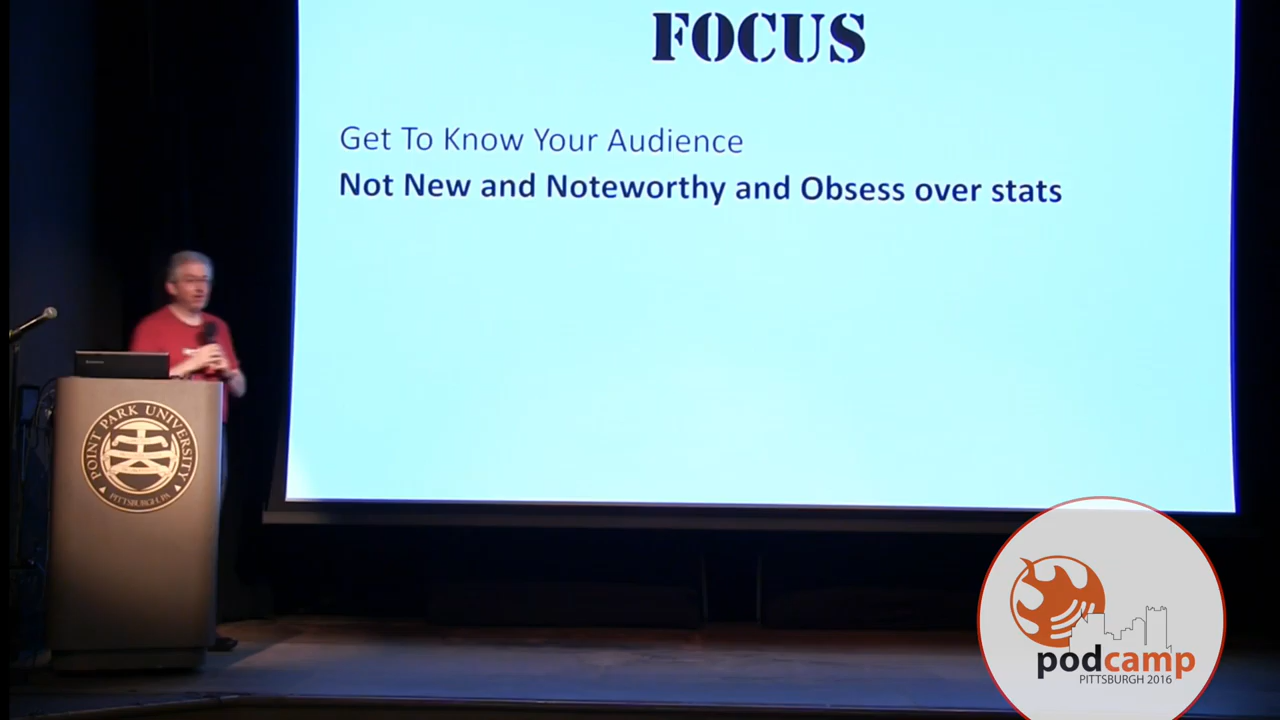 FOCUS
Get To Know Your Audience
Not New and Noteworthy and Obsess over stats
POINT PARK UNIVERSITY
PITTSBURGH, PA
podcamp
PITTSBURGH 2016